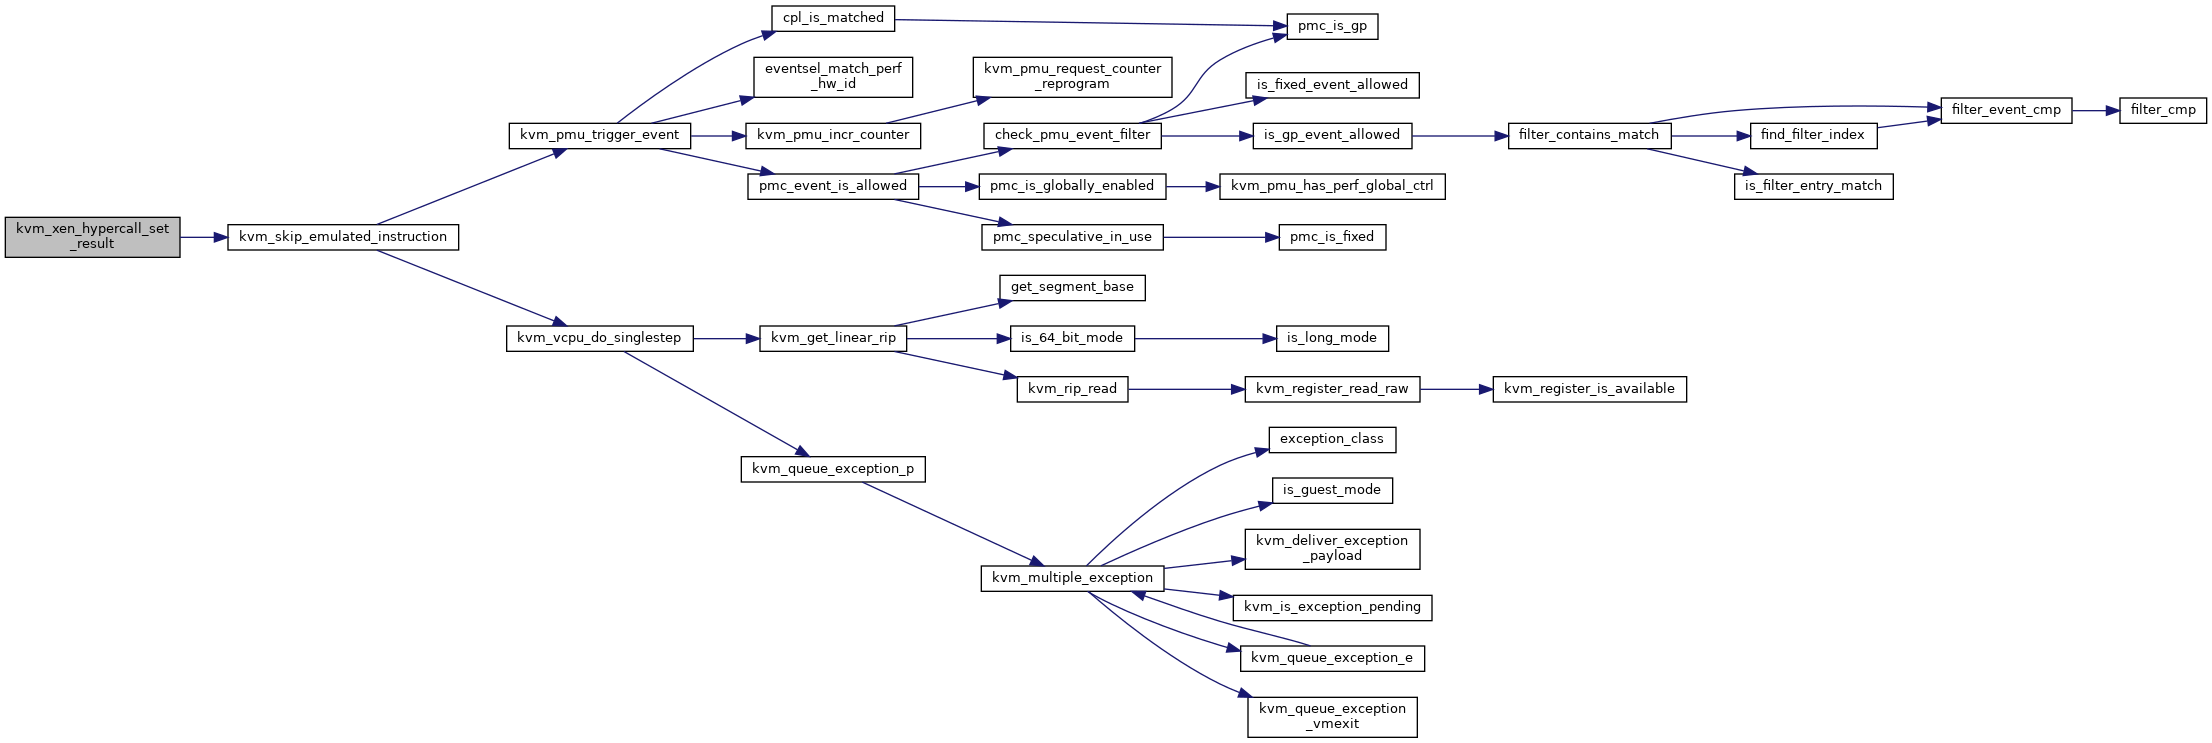 kvm_xen_hypercall_set
_result
kvm_skip_emulated_instruction
kvm_pmu_trigger_event
cpl_is_matched
pmc_is_gp
eventsel_match_perf
_hw_id
kvm_pmu_incr_counter
kvm_pmu_request_counter
_reprogram
pmc_event_is_allowed
check_pmu_event_filter
is_fixed_event_allowed
is_gp_event_allowed
filter_contains_match
filter_event_cmp
filter_cmp
find_filter_index
is_filter_entry_match
pmc_is_globally_enabled
kvm_pmu_has_perf_global_ctrl
pmc_speculative_in_use
pmc_is_fixed
kvm_vcpu_do_singlestep
kvm_get_linear_rip
get_segment_base
is_64_bit_mode
is_long_mode
kvm_rip_read
kvm_register_read_raw
kvm_register_is_available
kvm_queue_exception_p
kvm_multiple_exception
exception_class
is_guest_mode
kvm_deliver_exception
_payload
kvm_is_exception_pending
kvm_queue_exception_e
kvm_queue_exception
_vmexit